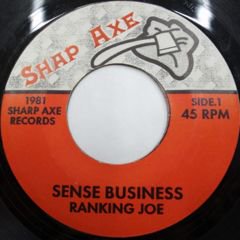 SHAP AXE
1981
SHARP AXE
RECORDS
SIDE.1
45 RPM
SENSE BUSINESS
RANKING JOE